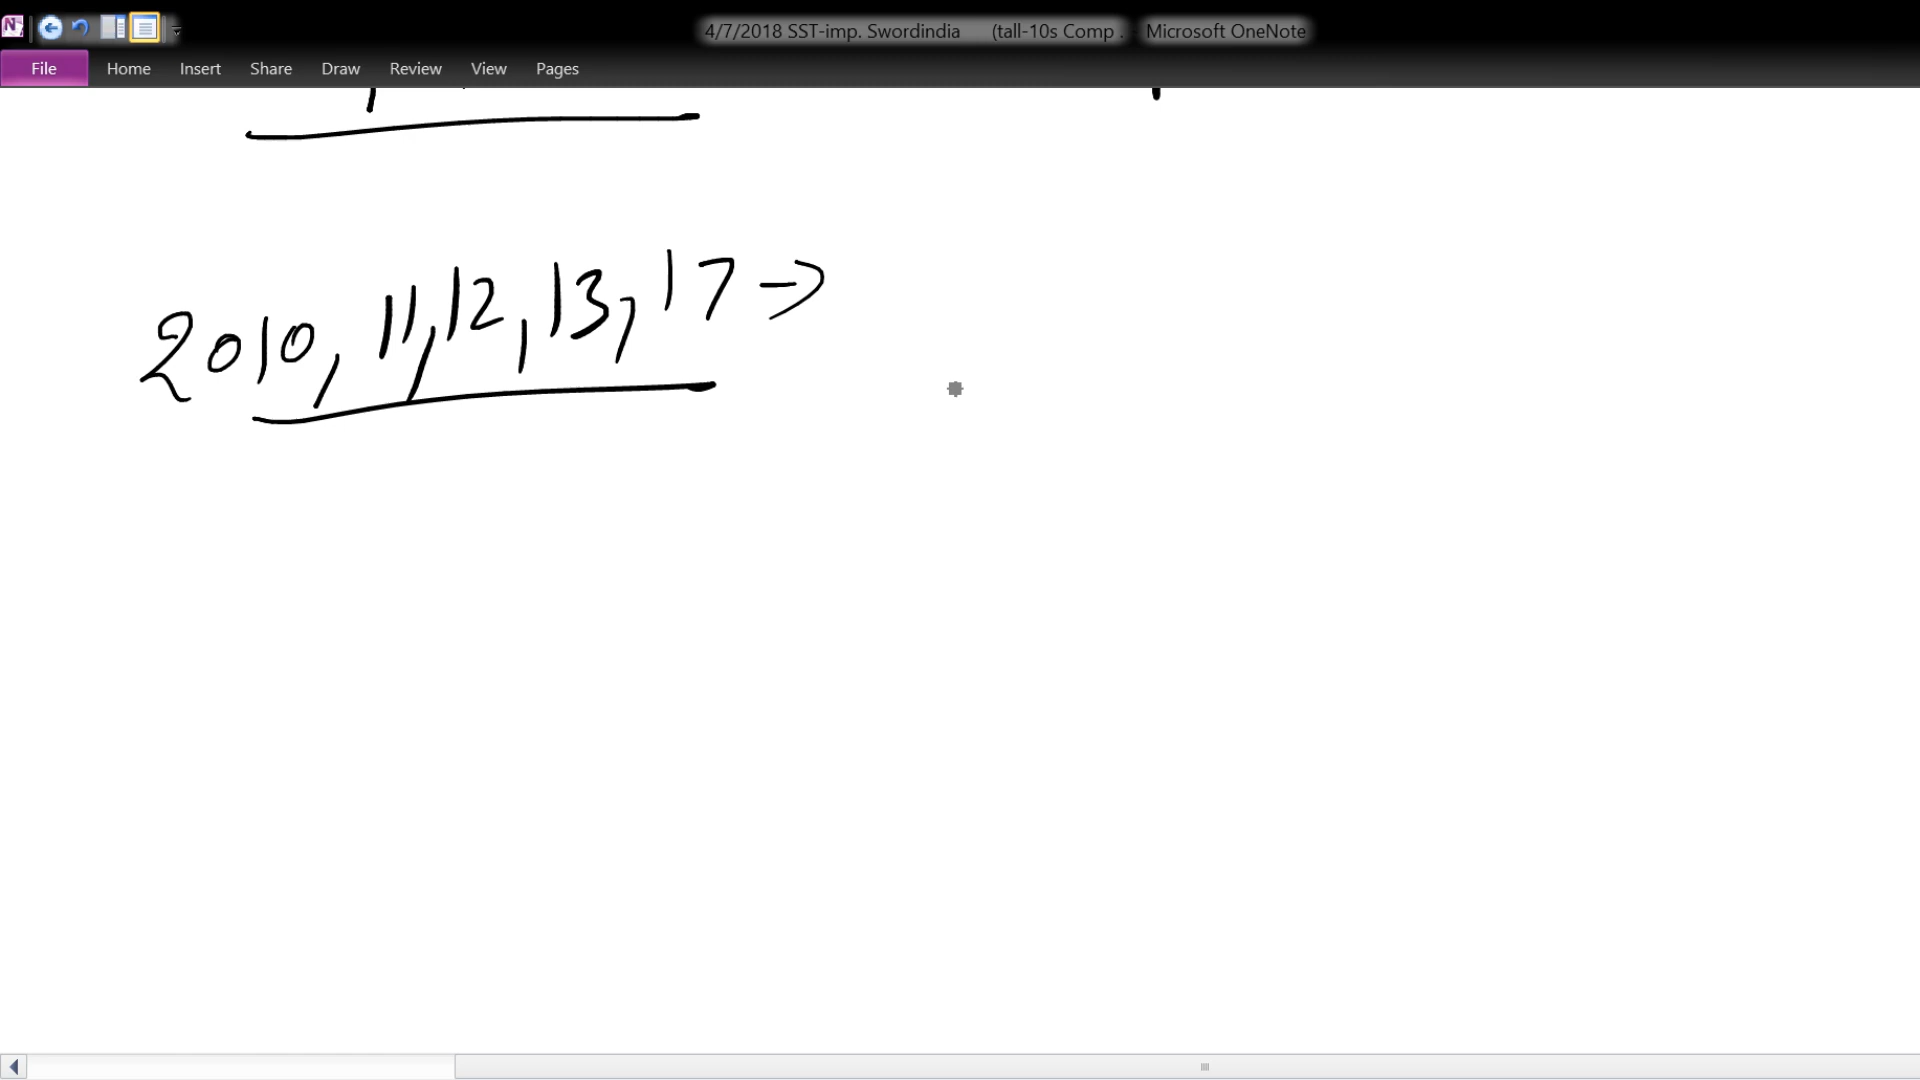 4/7/2018 SST-imp. Swordindia (tall-10s Comp . - Microsoft OneNote
File Home Insert Share Draw Review View Pages
2010, 11, 12, 13, 17 →